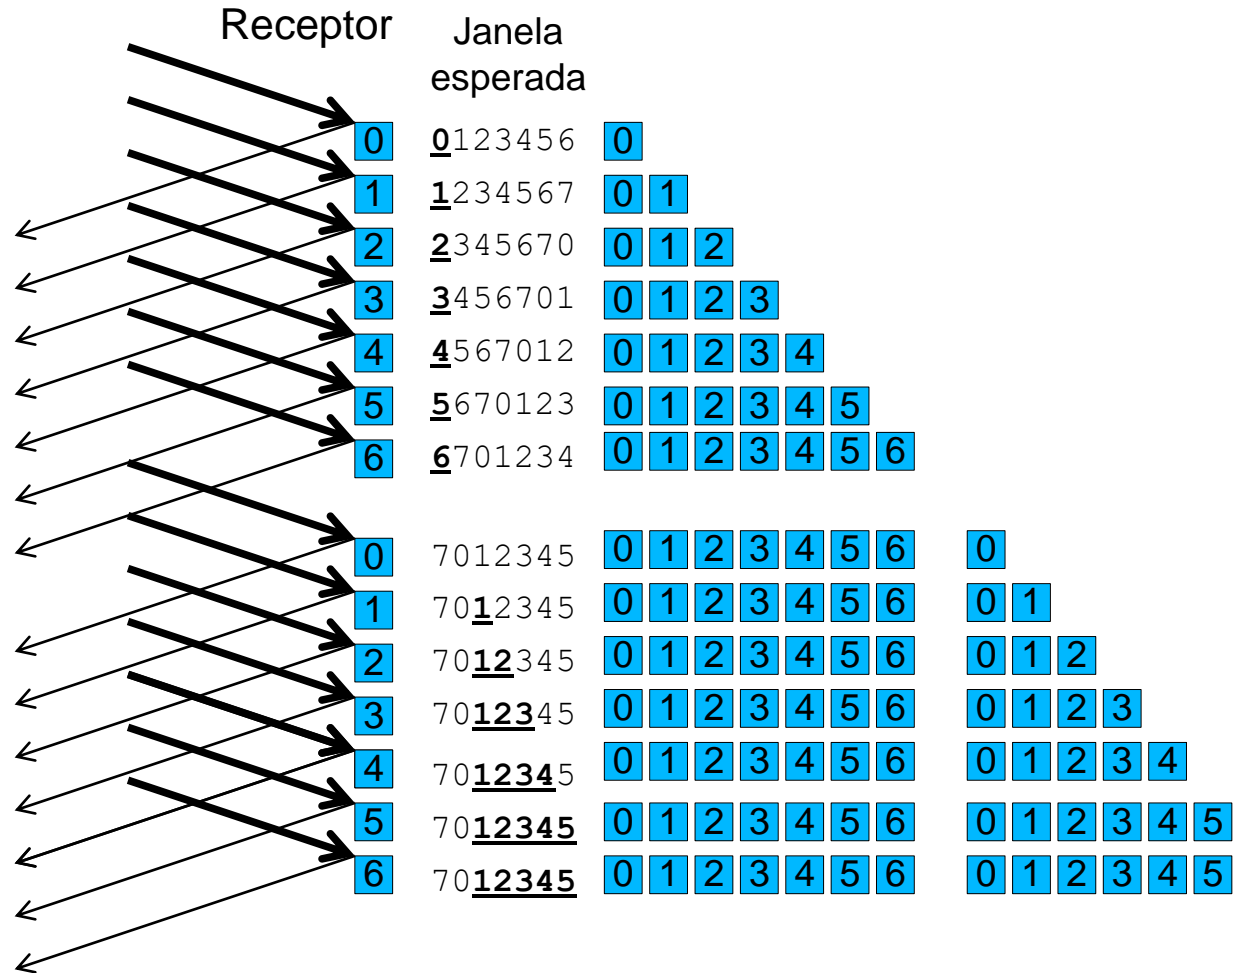 Receptor Janela
esperada
0 0123456 0
1 1234567 0 1
2 2345670 0 1 2
3 3456701 0 1 2 3
4 4567012 0 1 2 3 4
5 5670123 0 1 2 3 4 5
6 6701234 0 1 2 3 4 5 6
0 7012345 0 1 2 3 4 5 6 0
1 7012345 0 1 2 3 4 5 6 0 1
2 7012345 0 1 2 3 4 5 6 0 1 2
3 7012345 0 1 2 3 4 5 6 0 1 2 3
4 7012345 0 1 2 3 4 5 6 0 1 2 3 4
5 7012345 0 1 2 3 4 5 6 0 1 2 3 4 5
6 7012345 0 1 2 3 4 5 6 0 1 2 3 4 5